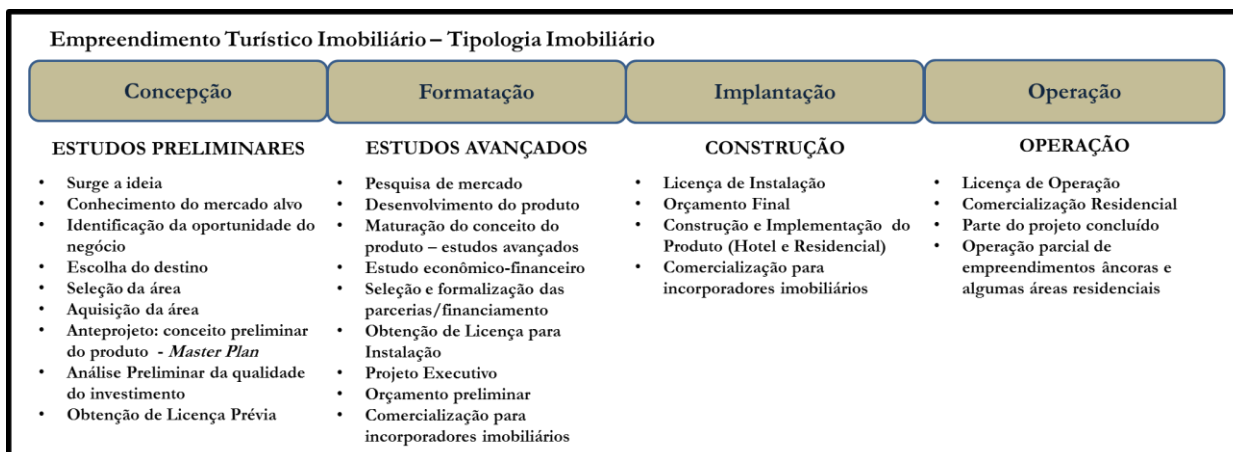 Empreendimento Turístico Imobiliário – Tipologia Imobiliário
Concepção
Formatação
Implantação
Operação
ESTUDOS PRELIMINARES
• Surge a ideia
• Conhecimento do mercado alvo
• Identificação da oportunidade do
negócio
• Escolha do destino
• Seleção da área
• Aquisição da área
• Anteprojeto: conceito preliminar
do produto - Master Plan
• Análise Preliminar da qualidade
do investimento
• Obtenção de Licença Prévia
ESTUDOS AVANÇADOS
• Pesquisa de mercado
• Desenvolvimento do produto
• Maturação do conceito do
produto – estudos avançados
• Estudo econômico-financeiro
• Seleção e formalização das
parcerias/financiamento
• Obtenção de Licença para
Instalação
• Projeto Executivo
• Orçamento preliminar
• Comercialização para
incorporadores imobiliários
CONSTRUÇÃO
• Licença de Instalação
• Orçamento Final
• Construção e Implementação do
Produto (Hotel e Residencial)
• Comercialização para
incorporadores imobiliários
OPERAÇÃO
• Licença de Operação
• Comercialização Residencial
• Parte do projeto concluído
• Operação parcial de
empreendimentos âncoras e
algumas áreas residenciais